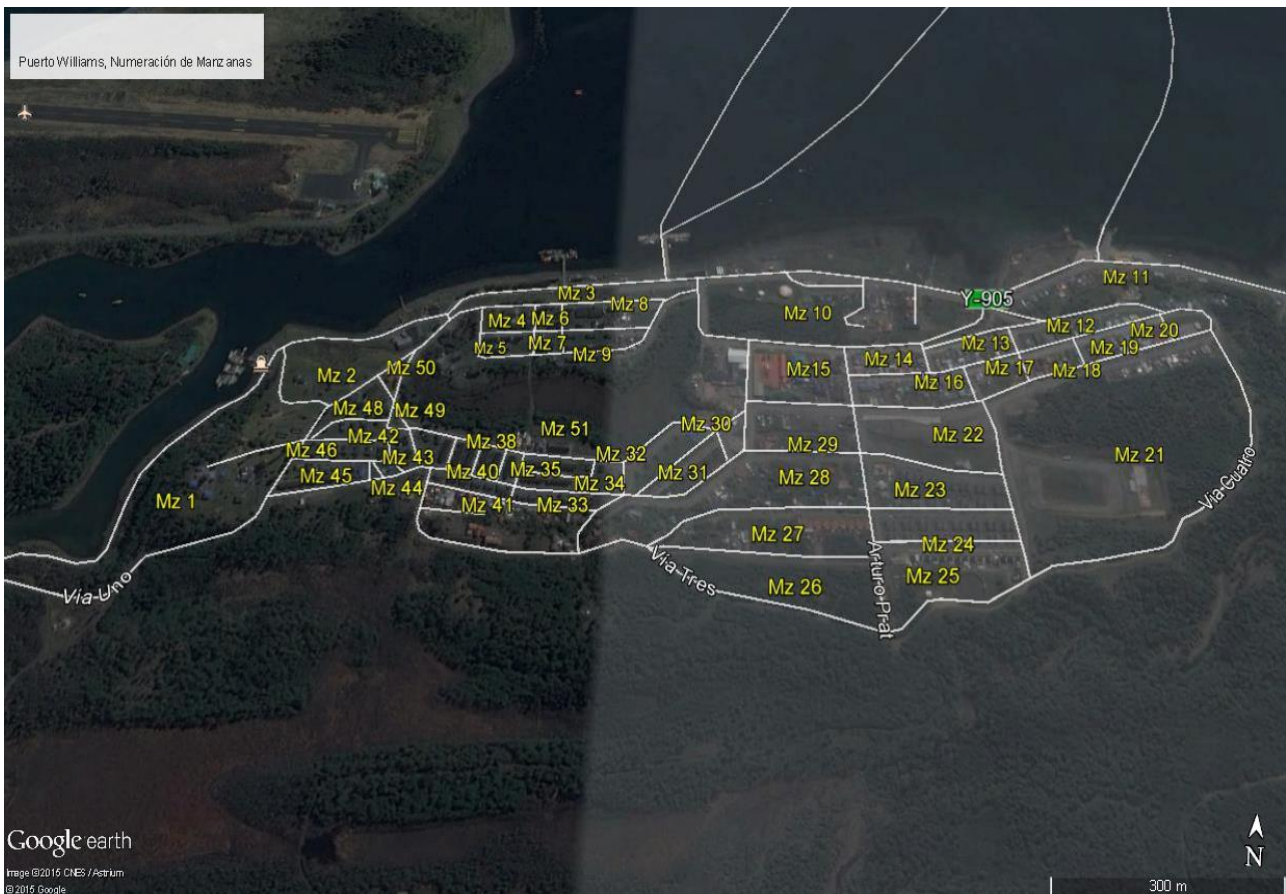 Puerto Williams, Numeración de Manzanas
Mz 11
Y-905
Mz 3
Mz 8
Mz 10
Mz 4
Mz 6
Mz 12
Mz 20
Mz 5
Mz 7
Mz 9
Mz 13
Mz 19
Mz 50
Mz 2
Mz15
Mz 14
Mz 16
Mz 17
Mz 18
Mz 48
Mz 49
Mz 51
Mz 30
Mz 46
Mz 42
Mz 38
Mz 32
Mz 29
Mz 22
Mz 21
Mz 45
Mz 43
Mz 40
Mz 35
Mz 31
Mz 28
Mz 44
Mz 34
Mz 23
Mz 1
Mz 41
Mz 33
Via Cuatro
Mz 27
Mz 24
Via Uno
Via Tres
Mz 26
Arturo Prat
Mz 25
Google earth
Image ©2015 CNES / Astrium
©2015 Google
N
300 m